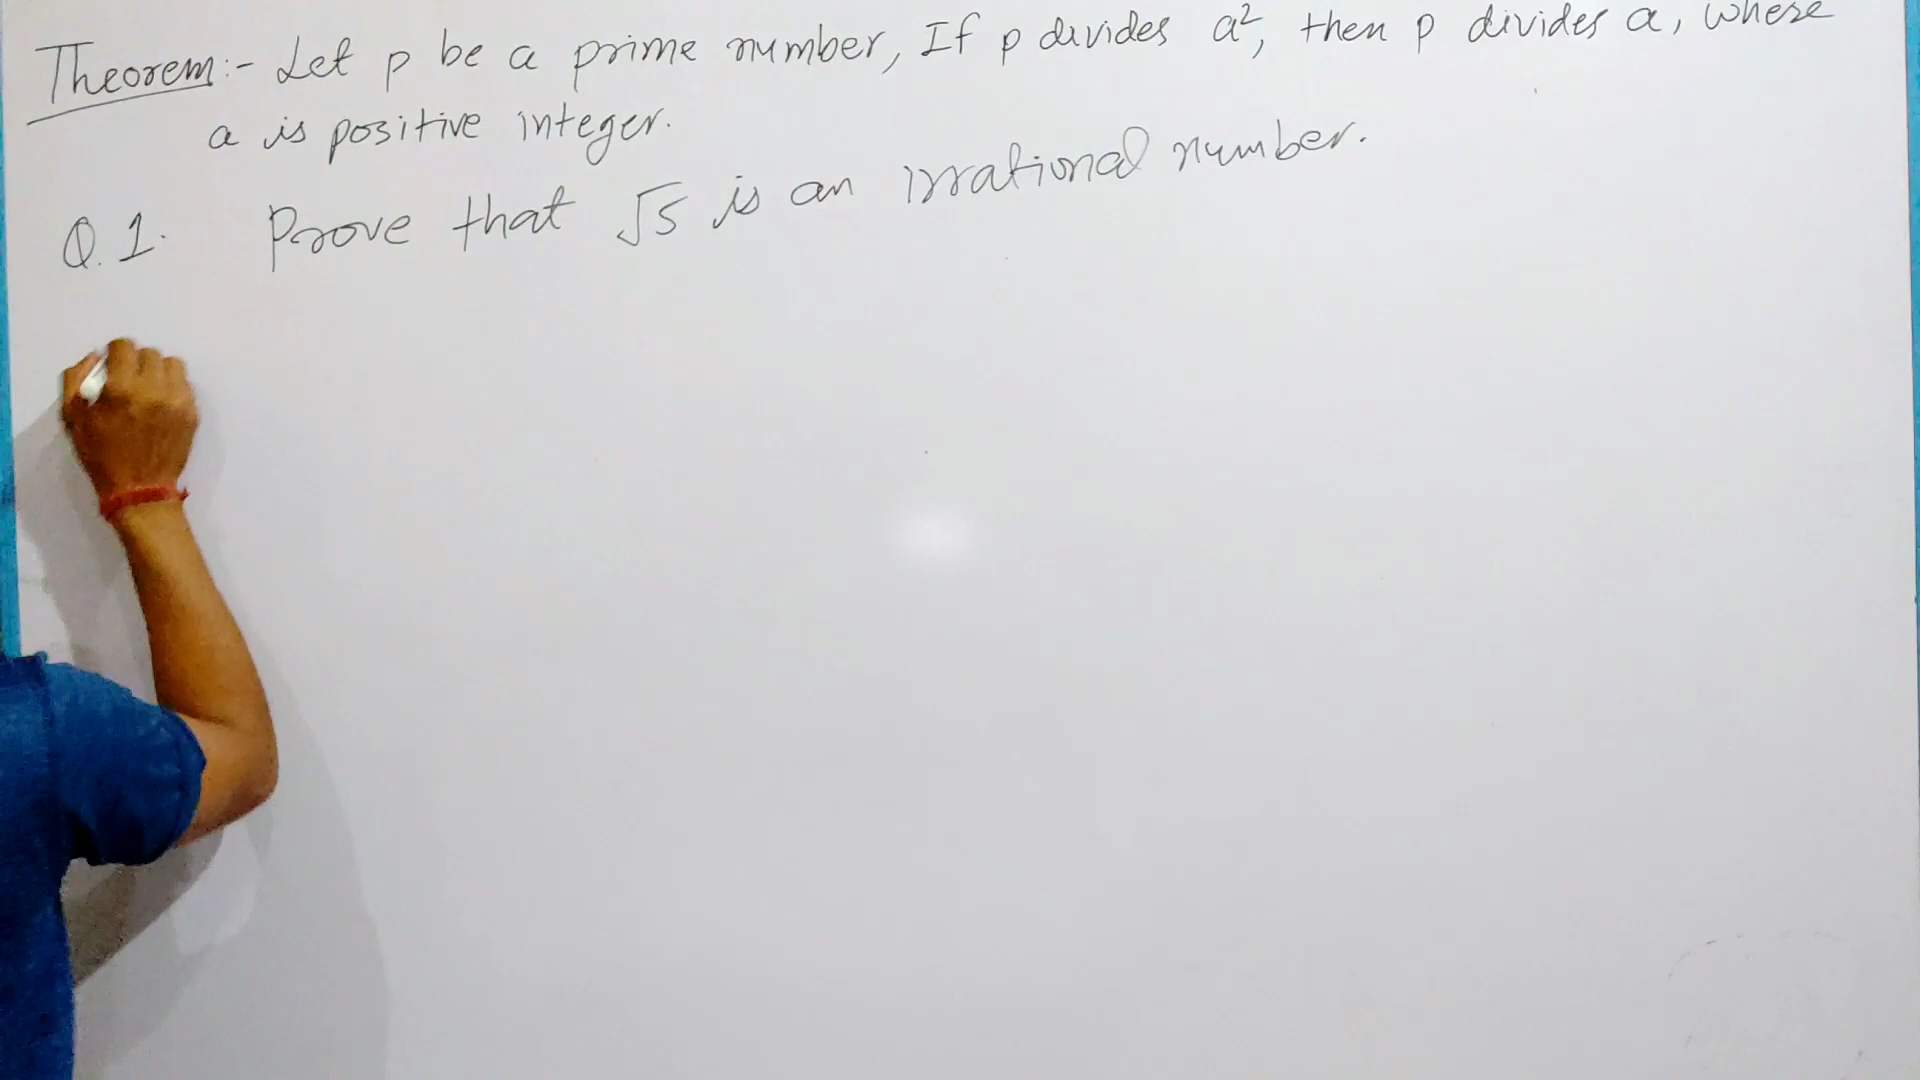 Theorem:- Let p be a prime number, If p divides a², then p divides a, where
a is positive integer.
Q.1. Prove that √5 is an irrational number.